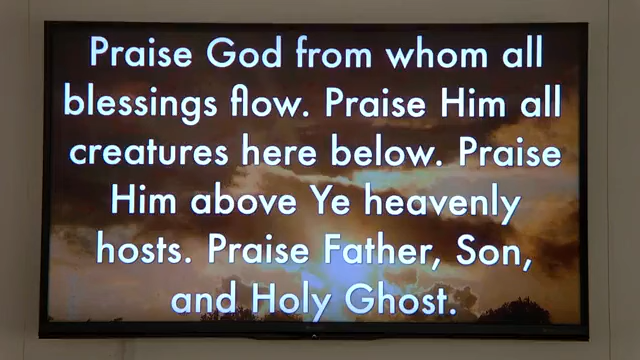 Praise God from whom all
blessings flow. Praise Him all
creatures here below. Praise
Him above Ye heavenly
hosts. Praise Father, Son,
and Holy Ghost.